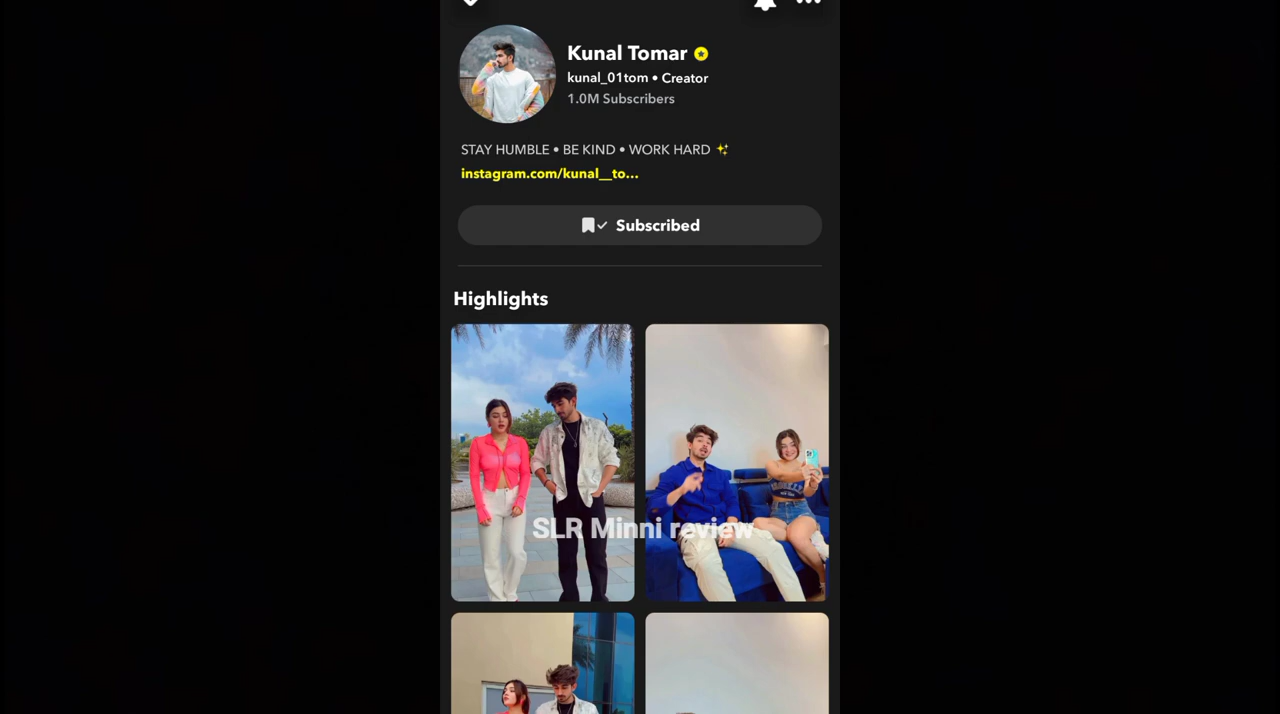 Kunal Tomar
kunal_01tom • Creator
1.0M Subscribers
STAY HUMBLE • BE KIND • WORK HARD ✨
instagram.com/kunal__to...
Subscribed
Highlights
SLR Minni review